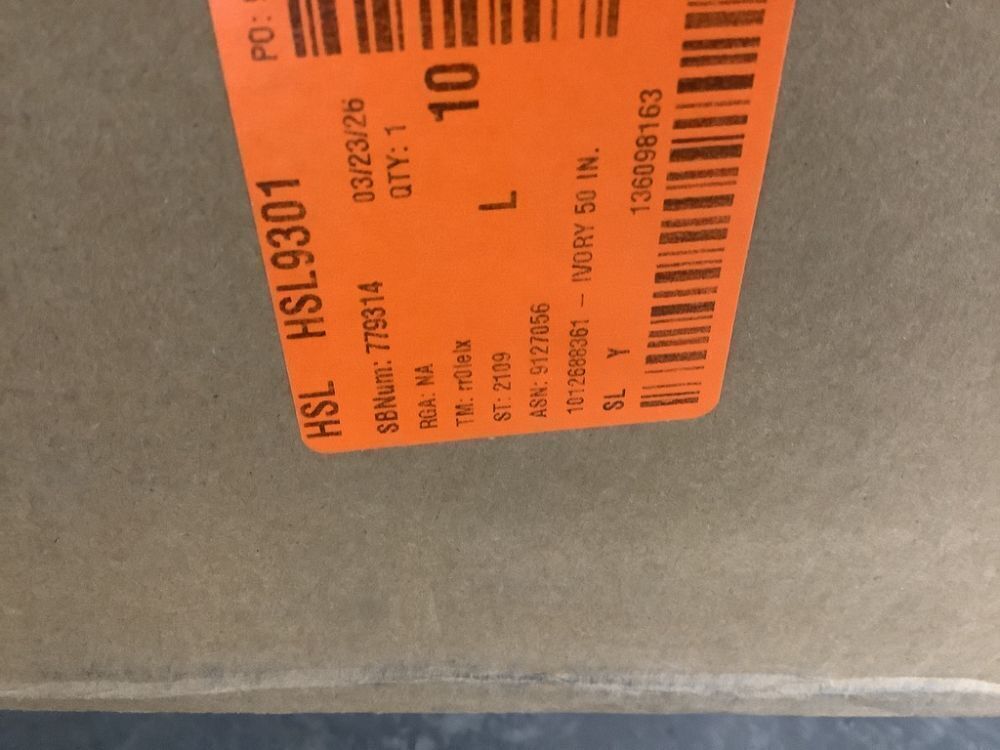 PO:
HSL HSL9301
03/23/26
SBNum: 779314
QTY: 1
RGA: NA
10
TM: rr0lelx
ST: 2109
L
ASN: 9127056
1012688361 - IVORY 50 IN.
SL Y
136098163